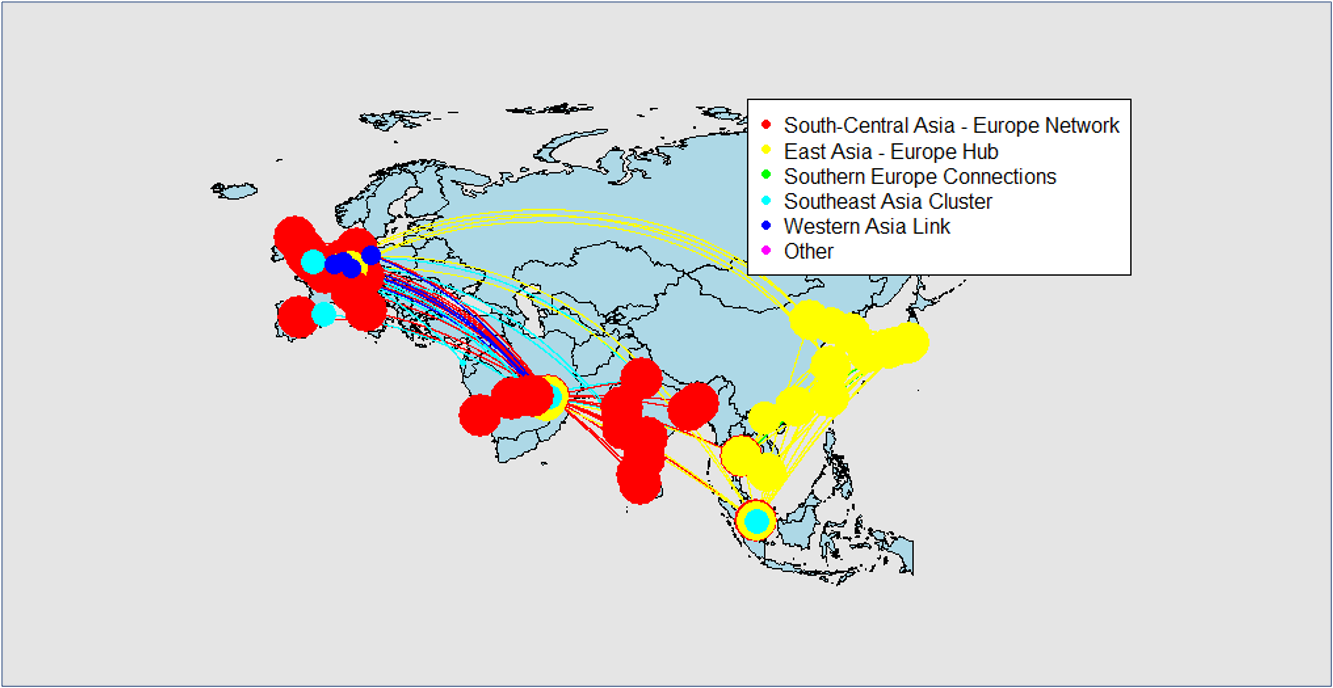 South-Central Asia - Europe Network
East Asia - Europe Hub
Southern Europe Connections
Southeast Asia Cluster
Western Asia Link
Other